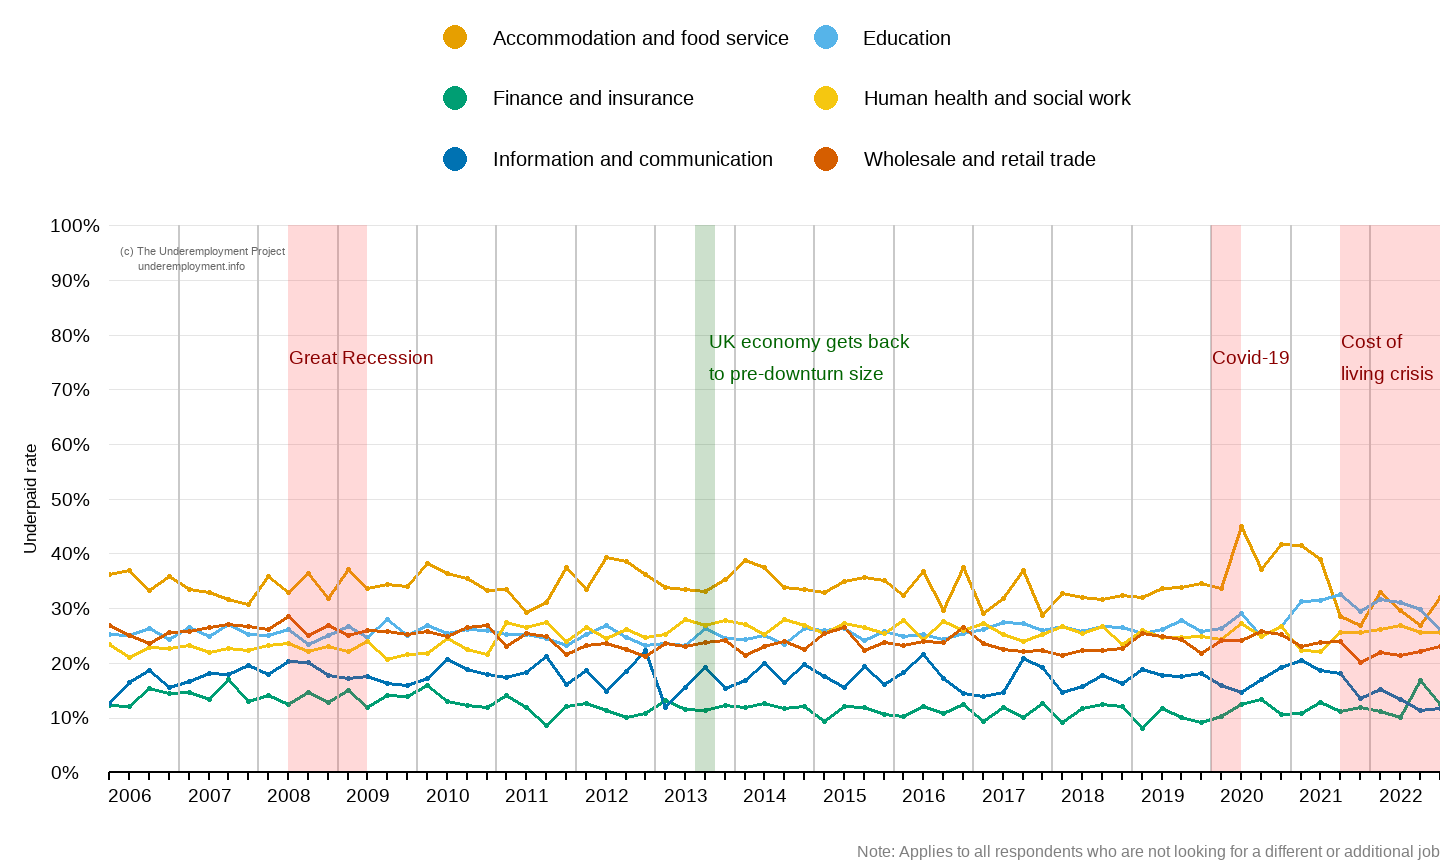 Accommodation and food service
Education
Finance and insurance
Human health and social work
Information and communication
Wholesale and retail trade
100%
(c) The Underemployment Project
underemployment.info
90%
80%
UK economy gets back
to pre-downturn size
Great Recession
Covid-19
Cost of
living crisis
70%
60%
Underpaid rate
50%
40%
30%
20%
10%
0%
2006 2007 2008 2009 2010 2011 2012 2013 2014 2015 2016 2017 2018 2019 2020 2021 2022
Note: Applies to all respondents who are not looking for a different or additional job